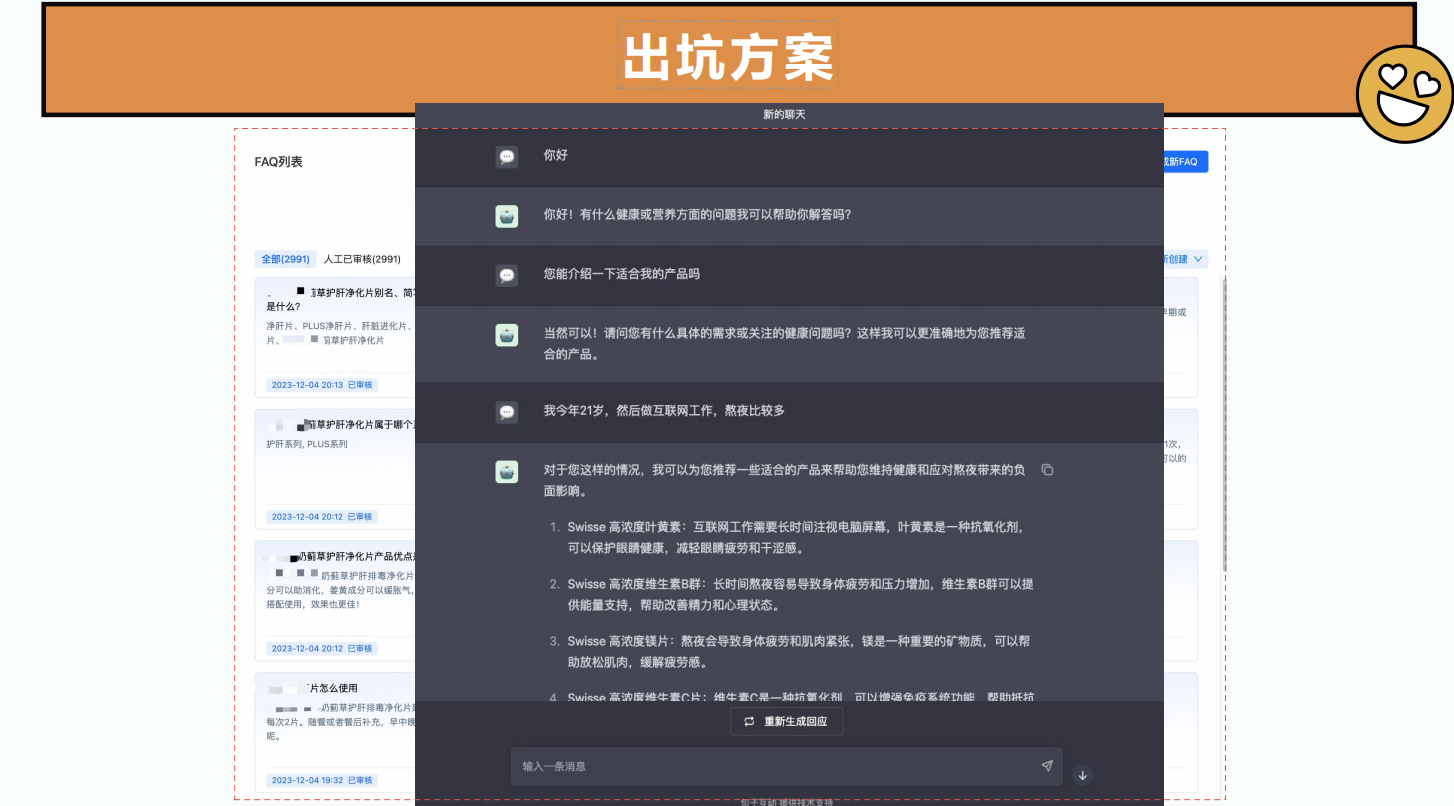 出坑方案
新的聊天
FAQ列表
成新FAQ
全部(2991) 人工已审核(2991)
新创建
蓟草护肝净化片别名、简
是什么?
净肝片、PLUS净肝片、肝脏进化片、
片、 蓟草护肝净化片
2023-12-04 20:13 已审核
孕期或
蓟草护肝净化片属于哪个
护肝系列, PLUS系列
2023-12-04 20:12 已审核
1次,
可以的
奶蓟草护肝净化片产品优点
奶蓟草护肝排毒净化片
分可以助消化，姜黄成分可以缓胀气，
搭配使用，效果也更佳！
2023-12-04 20:12 已审核
片怎么使用
奶蓟草护肝排毒净化片
每次2片。随餐或者餐后补充，早中晚
呢。
2023-12-04 19:32 已审核
你好
你好！有什么健康或营养方面的问题我可以帮助你解答吗？
您能介绍一下适合我的产品吗
当然可以！请问您有什么具体的需求或关注的健康问题吗？这样我可以更准确地为您推荐适
合的产品。
我今年21岁，然后做互联网工作，熬夜比较多
对于您这样的情况，我可以为您推荐一些适合的产品来帮助您维持健康和应对熬夜带来的负
面影响。
1. Swisse 高浓度叶黄素：互联网工作需要长时间注视电脑屏幕，叶黄素是一种抗氧化剂，
可以保护眼睛健康，减轻眼睛疲劳和干涩感。
2. Swisse 高浓度维生素B群：长时间熬夜容易导致身体疲劳和压力增加，维生素B群可以提
供能量支持，帮助改善精力和心理状态。
3. Swisse 高浓度镁片：熬夜会导致身体疲劳和肌肉紧张，镁是一种重要的矿物质，可以帮
助放松肌肉，缓解疲劳感。
4. Swisse 高浓度维生素C片：维生素C是一种抗氧化剂，可以增强免疫系统功能，帮助抵抗
重新生成回应
输入一条消息
句子互动 提供技术支持